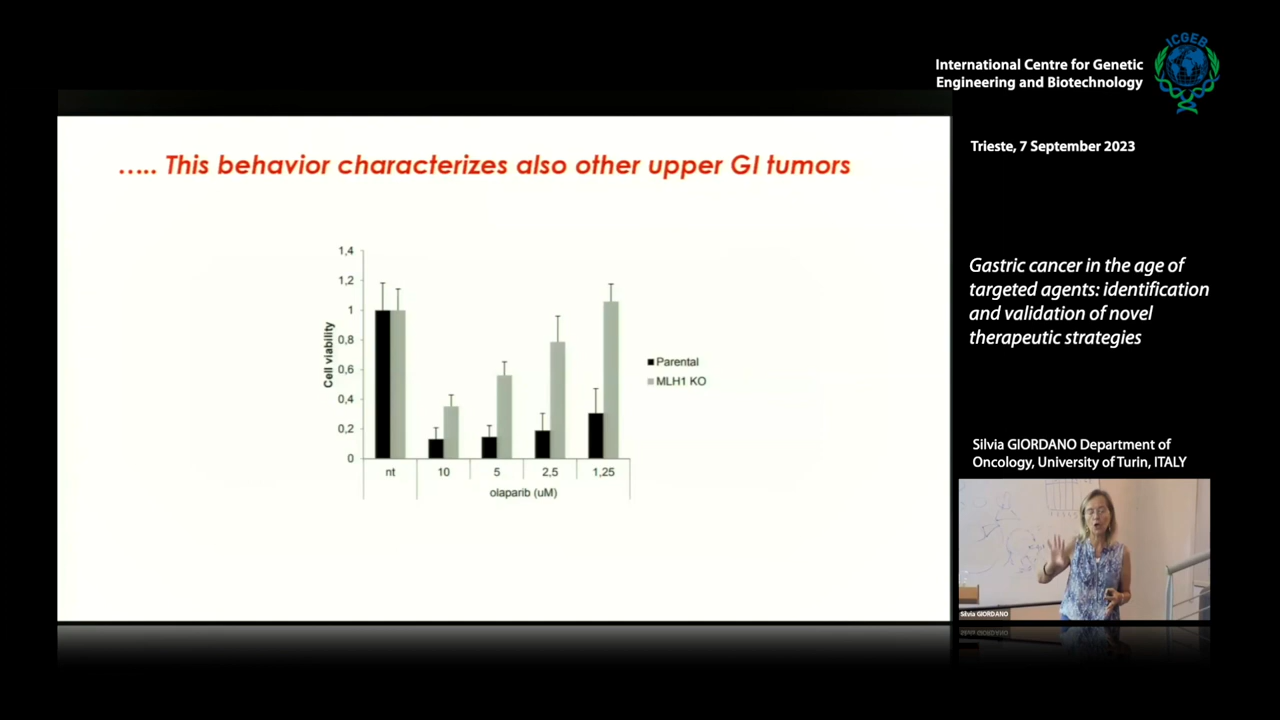 ICGEB
International Centre for Genetic
Engineering and Biotechnology
Trieste, 7 September 2023
….. This behavior characterizes also other upper GI tumors
1,4
1,2
1
0,8
0,6
0,4
0,2
0
Cell viability
nt
10
5
2,5
1,25
olaparib (uM)
Parental
MLH1 KO
Gastric cancer in the age of
targeted agents: identification
and validation of novel
therapeutic strategies
Silvia GIORDANO Department of
Oncology, University of Turin, ITALY
Silvia GIORDANO